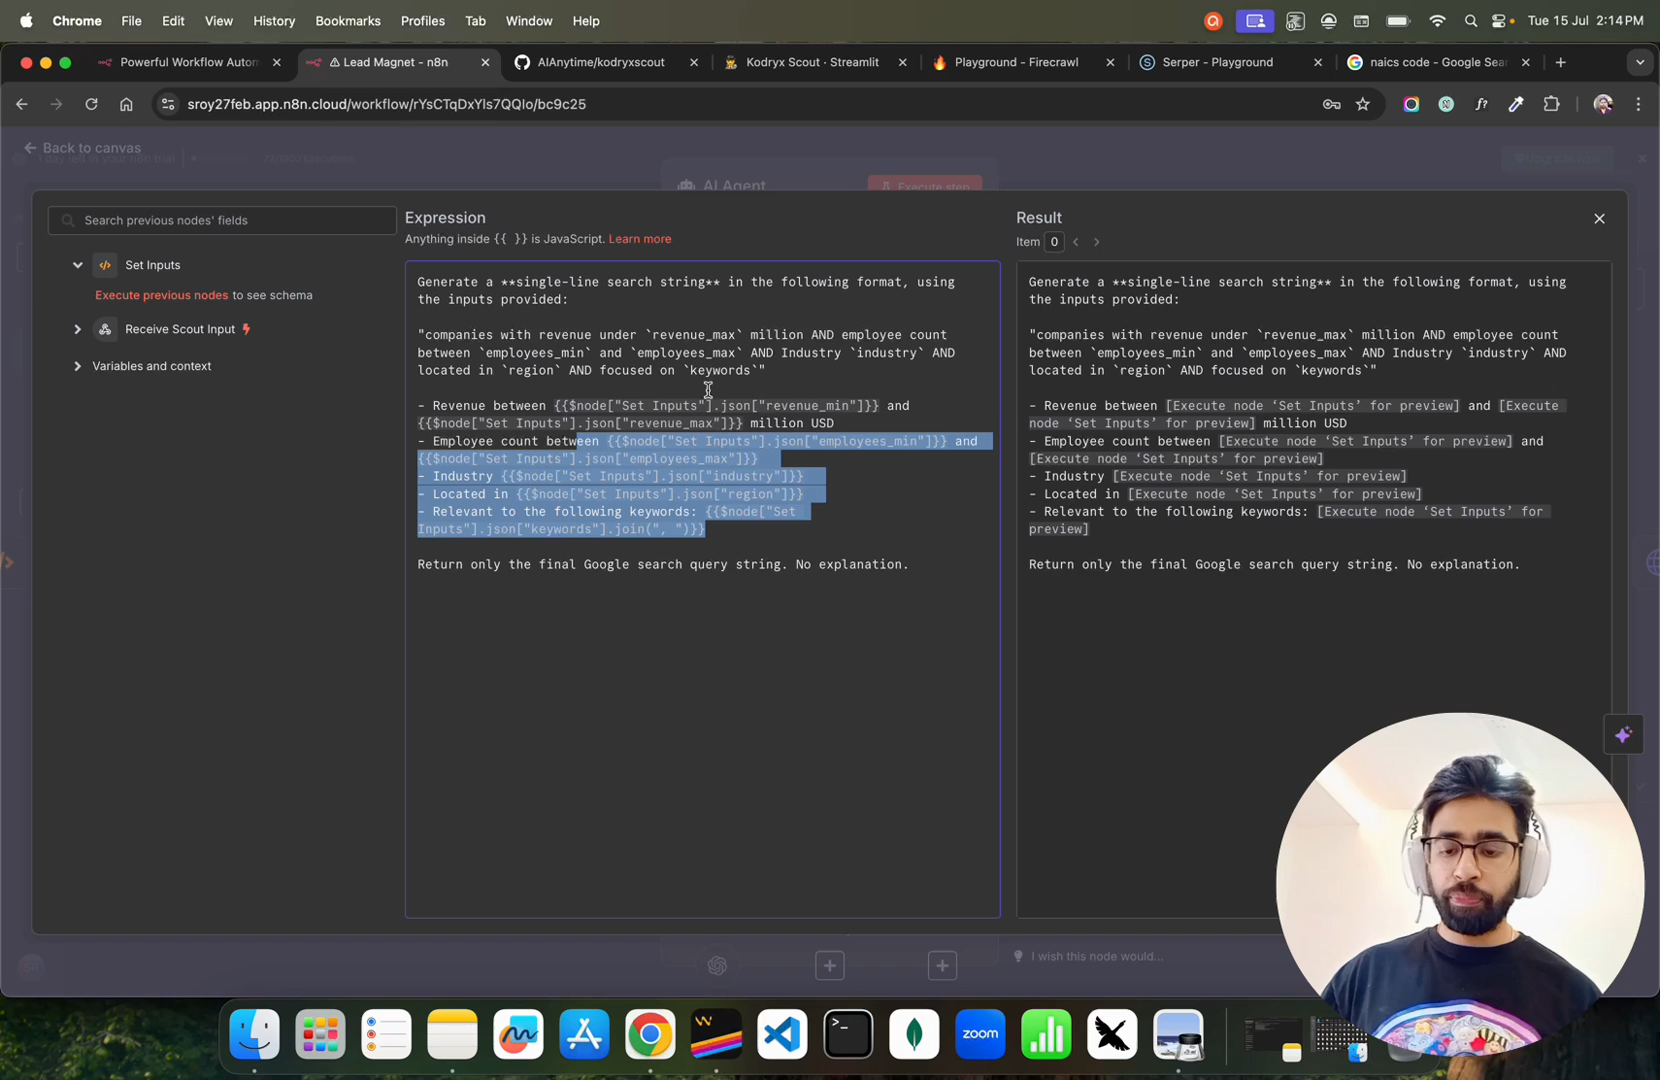 Chrome File Edit View History Bookmarks Profiles Tab Window Help
Tue 15 Jul 2:14 PM
Powerful Workflow Autom
Lead Magnet - n8n
AIAnytime/kodryxscout
Kodryx Scout · Streamlit
Playground - Firecrawl
Serper - Playground
naics code - Google Sear
sroy27feb.app.n8n.cloud/workflow/rYsCTqDxYls7QQlo/bc9c25
f?
Back to canvas
AI Agent
Execute step
Search previous nodes' fields
Set Inputs
Execute previous nodes to see schema
Receive Scout Input
Variables and context
Expression
Anything inside {{ }} is JavaScript. Learn more
Generate a **single-line search string** in the following format, using
the inputs provided:
"companies with revenue under `revenue_max` million AND employee count
between `employees_min` and `employees_max` AND Industry `industry` AND
located in `region` AND focused on `keywords`"
- Revenue between {{$node["Set Inputs"].json["revenue_min"]}} and
{{$node["Set Inputs"].json["revenue_max"]}} million USD
- Employee count between {{$node["Set Inputs"].json["employees_min"]}} and
{{$node["Set Inputs"].json["employees_max"]}}
- Industry {{$node["Set Inputs"].json["industry"]}}
- Located in {{$node["Set Inputs"].json["region"]}}
- Relevant to the following keywords: {{$node["Set
Inputs"].json["keywords"].join(", ")}}
Return only the final Google search query string. No explanation.
Result
Item 0
Generate a **single-line search string** in the following format, using
the inputs provided:
"companies with revenue under `revenue_max` million AND employee count
between `employees_min` and `employees_max` AND Industry `industry` AND
located in `region` AND focused on `keywords`"
- Revenue between [Execute node ‘Set Inputs’ for preview] and [Execute
node ‘Set Inputs’ for preview] million USD
- Employee count between [Execute node ‘Set Inputs’ for preview] and
[Execute node ‘Set Inputs’ for preview]
- Industry [Execute node ‘Set Inputs’ for preview]
- Located in [Execute node ‘Set Inputs’ for preview]
- Relevant to the following keywords: [Execute node ‘Set Inputs’ for
preview]
Return only the final Google search query string. No explanation.
I wish this node would...
zoom